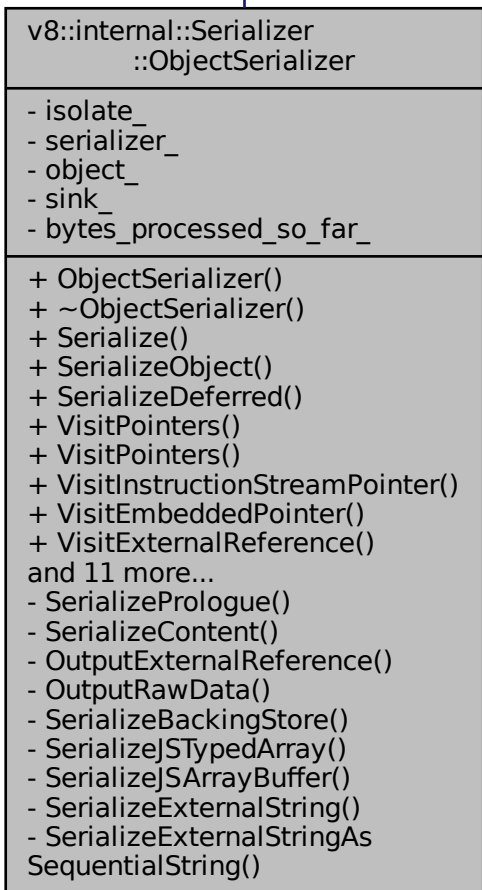 v8::internal::Serializer
::ObjectSerializer
- isolate_
- serializer_
- object_
- sink_
- bytes_processed_so_far_
+ ObjectSerializer()
+ ~ObjectSerializer()
+ Serialize()
+ SerializeObject()
+ SerializeDeferred()
+ VisitPointers()
+ VisitPointers()
+ VisitInstructionStreamPointer()
+ VisitEmbeddedPointer()
+ VisitExternalReference()
and 11 more...
- SerializePrologue()
- SerializeContent()
- OutputExternalReference()
- OutputRawData()
- SerializeBackingStore()
- SerializeJSTypedArray()
- SerializeJSArrayBuffer()
- SerializeExternalString()
- SerializeExternalStringAs
SequentialString()